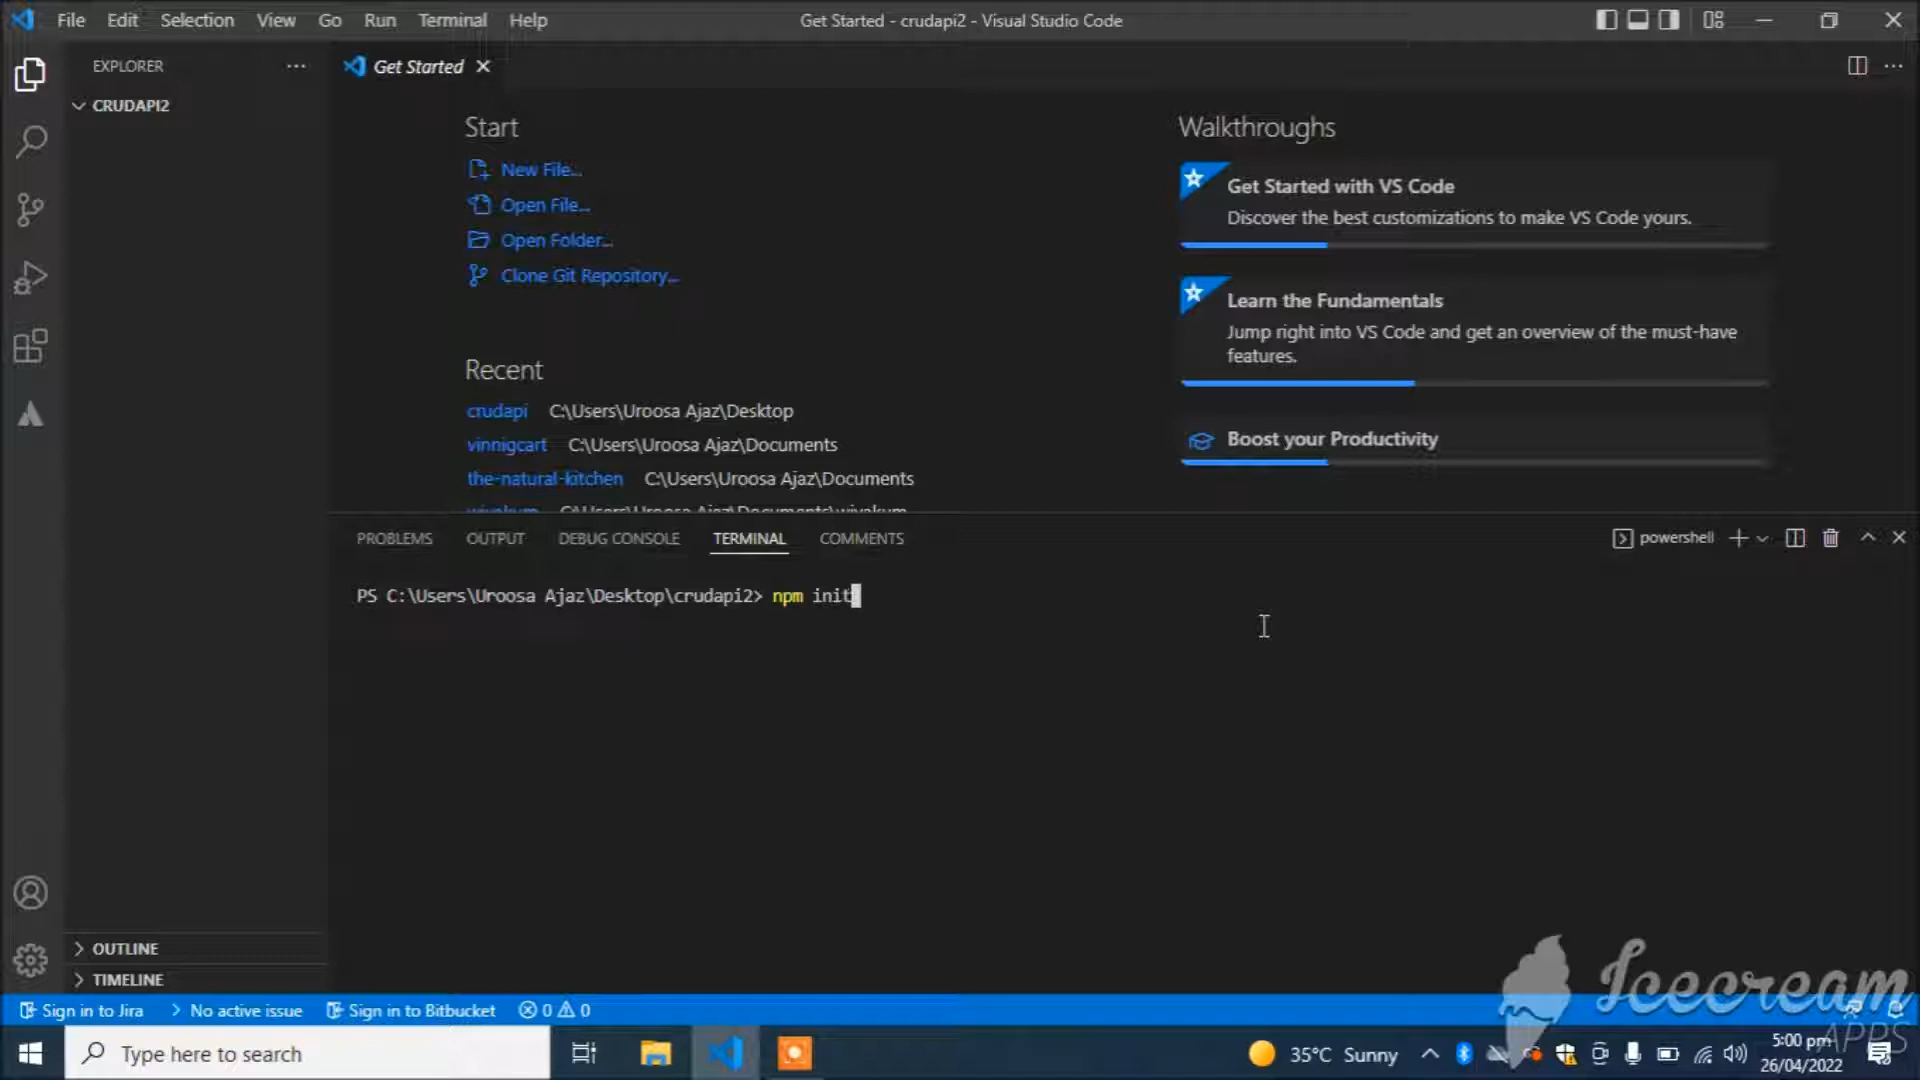 File Edit Selection View Go Run Terminal Help
Get Started - crudapi2 - Visual Studio Code
EXPLORER
CRUDAPI2
Get Started
Start
New File...
Open File...
Open Folder...
Clone Git Repository...
Recent
crudapi C:\Users\Uroosa Ajaz\Desktop
vinnigcart C:\Users\Uroosa Ajaz\Documents
the-natural-kitchen C:\Users\Uroosa Ajaz\Documents
Walkthroughs
Get Started with VS Code
Discover the best customizations to make VS Code yours.
Learn the Fundamentals
Jump right into VS Code and get an overview of the must-have
features.
Boost your Productivity
PROBLEMS OUTPUT DEBUG CONSOLE TERMINAL COMMENTS
powershell
PS C:\Users\Uroosa Ajaz\Desktop\crudapi2> npm init
OUTLINE
TIMELINE
Sign in to Jira No active issue Sign in to Bitbucket 0 0
Icecream
APPS
Type here to search
35°C Sunny
5:00 pm
26/04/2022